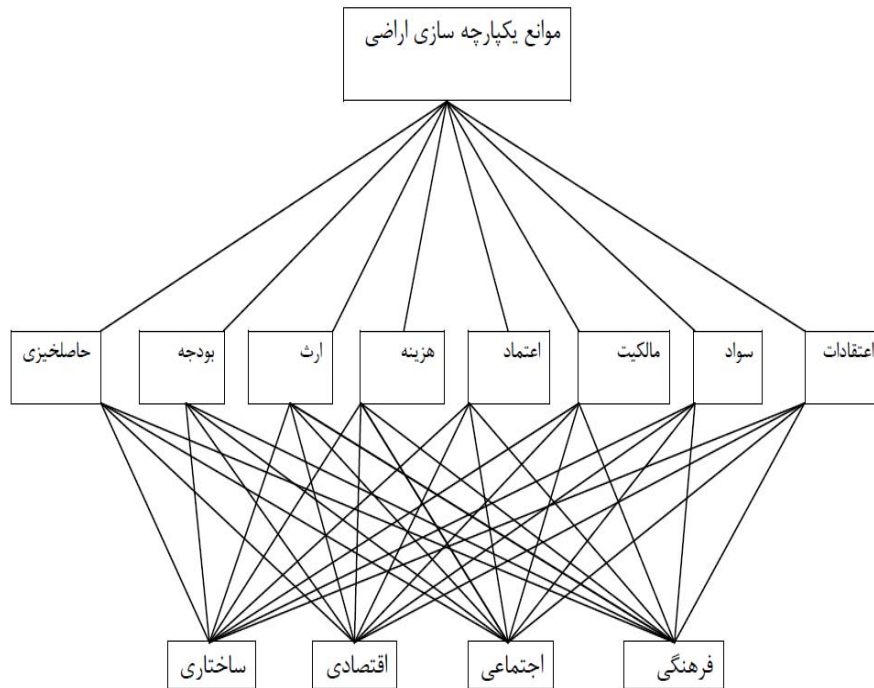 موانع یکپارچه سازی اراضی
اعتقادات
سواد
مالکیت
اعتماد
هزینه
ارث
بودجه
حاصلخیزی
فرهنگی
اجتماعی
اقتصادی
ساختاری